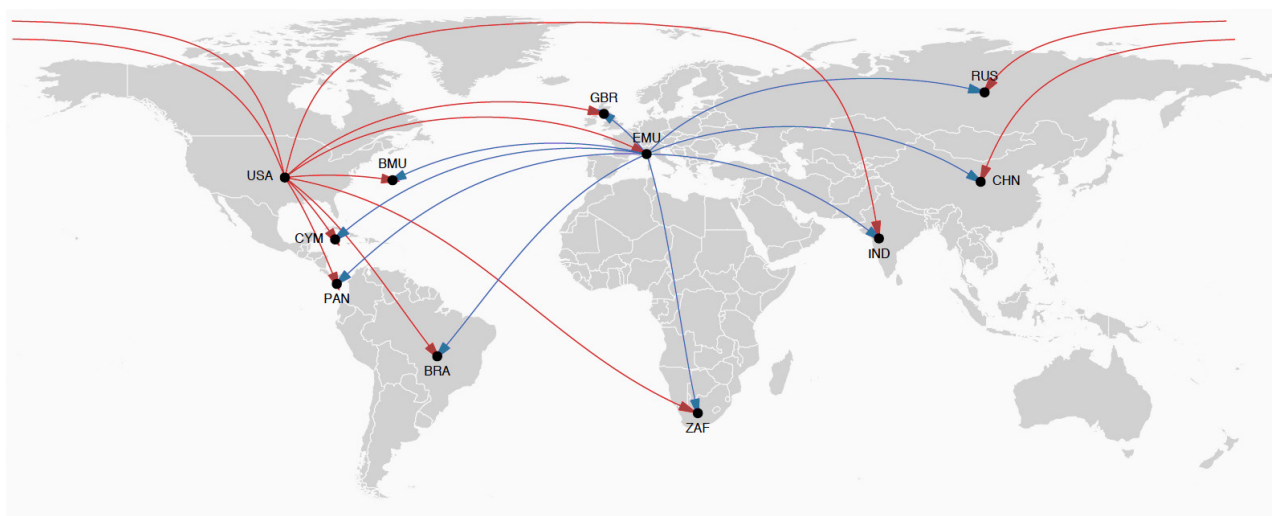 RUS
GBR
EMU
BMU
USA
CHN
CYM
IND
PAN
BRA
ZAF